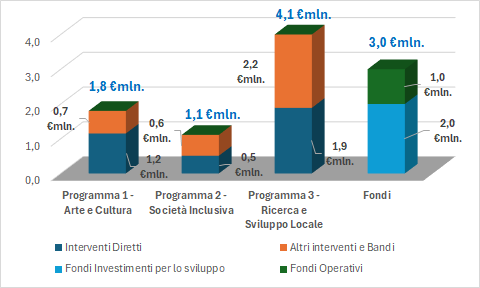 4,1 €mln.
4,0
3,0
2,0
1,0
0,0
1,8 €mln.
1,1 €mln.
3,0 €mln.
0,7
€mln.
1,2
€mln.
0,6
€mln.
0,5
€mln.
2,2
€mln.
1,9
€mln.
1,0
€mln.
2,0
€mln.
Programma 1 -
Arte e Cultura
Programma 2 -
Società Inclusiva
Programma 3 -
Ricerca e
Sviluppo Locale
Fondi
Interventi Diretti
Altri interventi e Bandi
Fondi Investimenti per lo sviluppo
Fondi Operativi